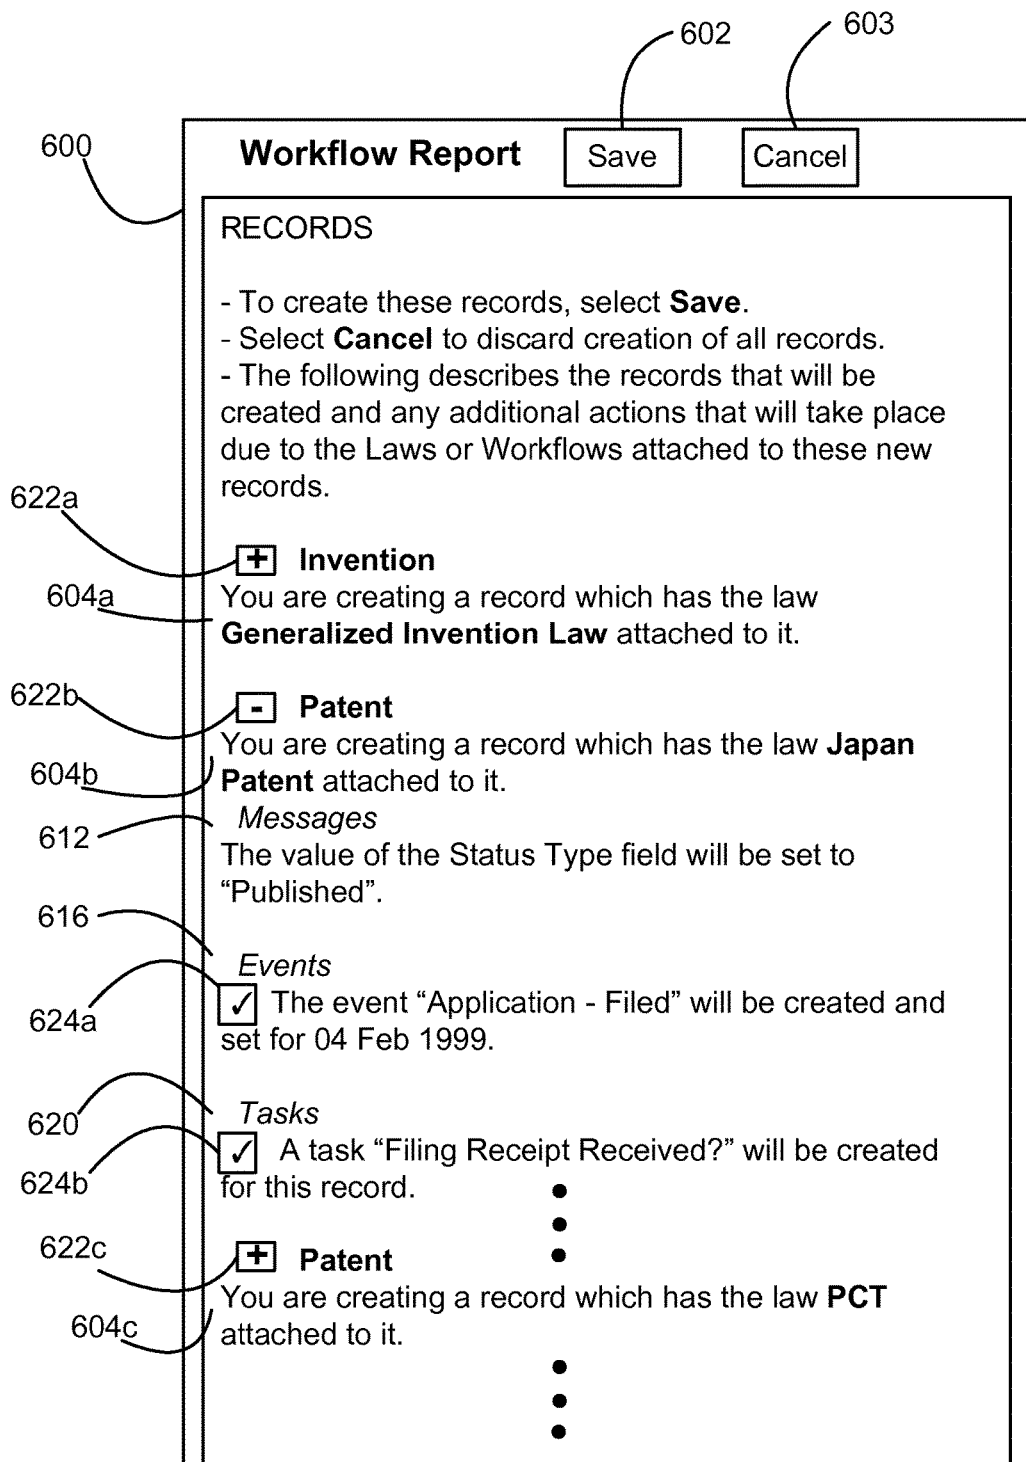 602
603
600
Workflow Report
Save
Cancel
RECORDS
- To create these records, select Save.
- Select Cancel to discard creation of all records.
- The following describes the records that will be
created and any additional actions that will take place
due to the Laws or Workflows attached to these new
records.
622a
+ Invention
604a
You are creating a record which has the law
Generalized Invention Law attached to it.
622b
- Patent
You are creating a record which has the law Japan
604b
Patent attached to it.
Messages
612
The value of the Status Type field will be set to
“Published”.
616
Events
624a
✓ The event “Application - Filed” will be created and
set for 04 Feb 1999.
620
Tasks
✓ A task “Filing Receipt Received?” will be created
624b
for this record.
622c
+ Patent
You are creating a record which has the law PCT
604c
attached to it.